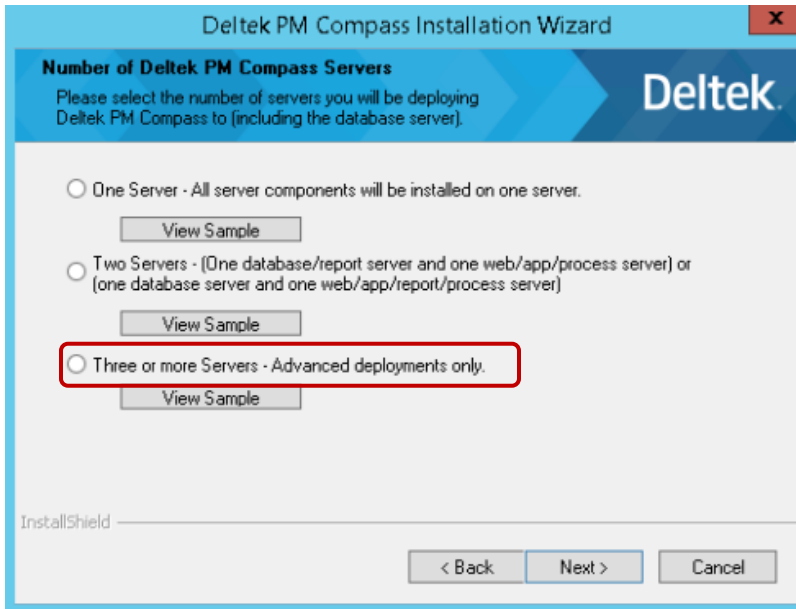 Deltek PM Compass Installation Wizard
x
Number of Deltek PM Compass Servers
Please select the number of servers you will be deploying
Deltek PM Compass to (including the database server).
Deltek.
One Server - All server components will be installed on one server.
View Sample
Two Servers - (One database/report server and one web/app/process server) or
(one database server and one web/app/report/process server)
View Sample
Three or more Servers - Advanced deployments only.
View Sample
InstallShield
< Back
Next >
Cancel